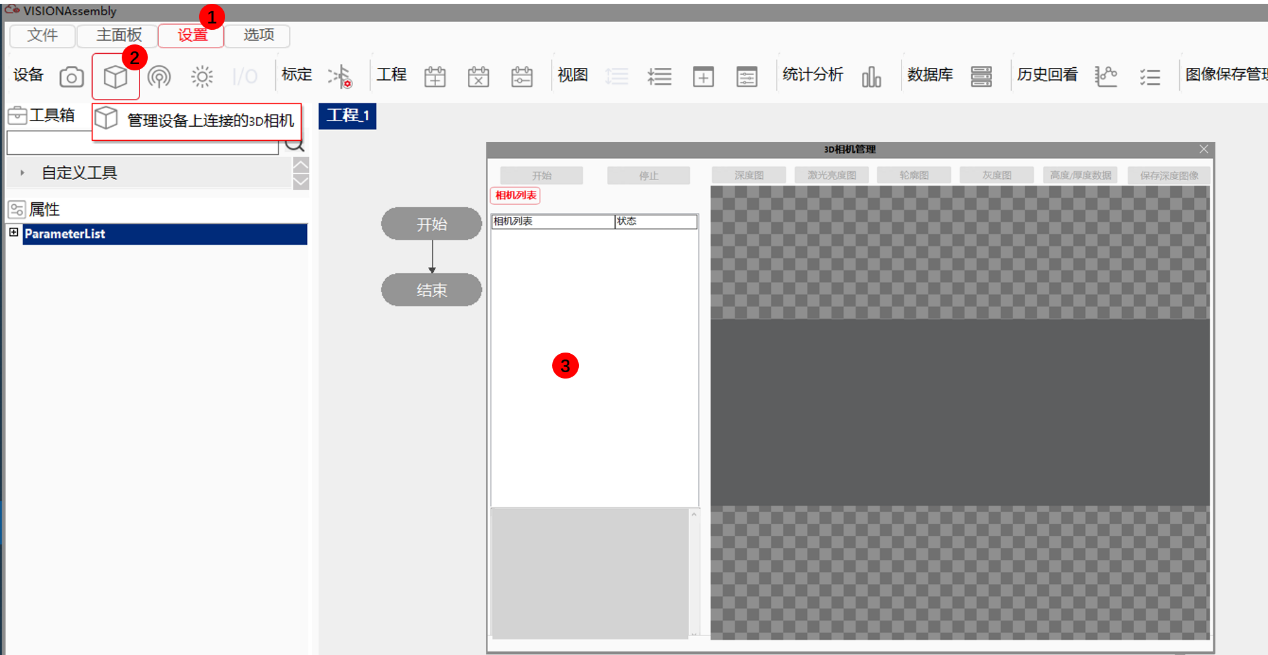 VISIONAssembly
1
文件 主面板 设置 选项
2
设备 I/O 标定 工程 视图 统计分析 数据库 历史回看 图像保存管理
工具箱 管理设备上连接的3D相机 工程_1
自定义工具
属性
ParameterList
开始
结束
3D相机管理
开始 停止 深度图 激光亮度图 轮廓图 灰度图 高度/厚度数据 保存深度图像
相机列表
相机列表 状态
3